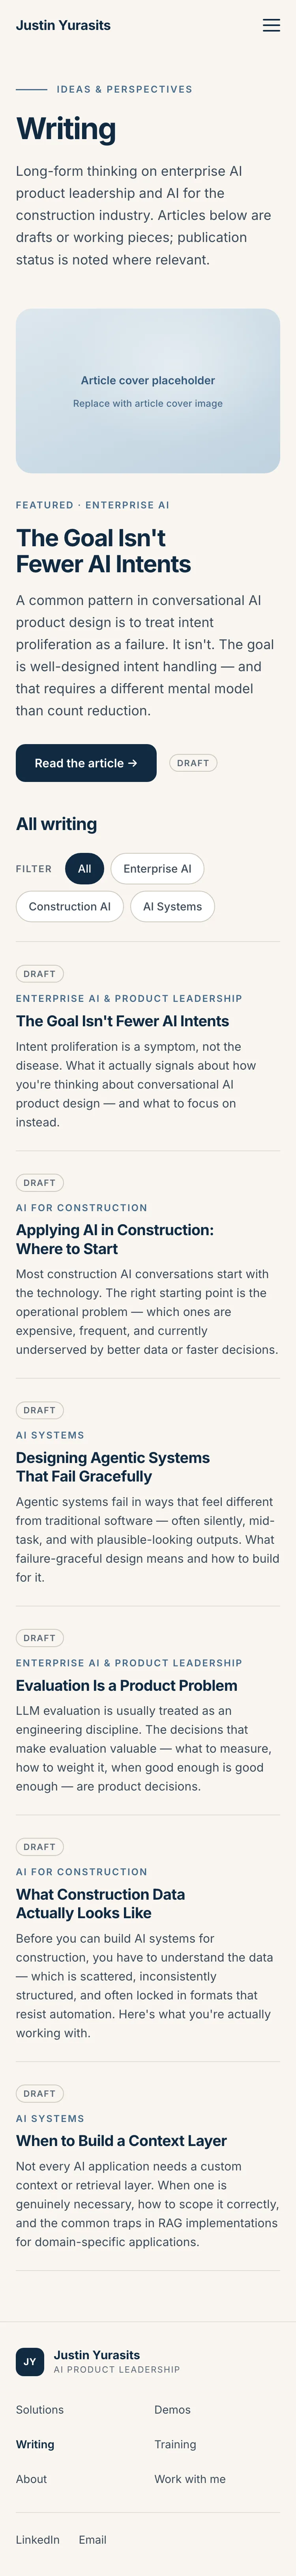 Justin Yurasits
IDEAS & PERSPECTIVES
Writing
Long-form thinking on enterprise AI
product leadership and AI for the
construction industry. Articles below are
drafts or working pieces; publication
status is noted where relevant.
Article cover placeholder
Replace with article cover image
FEATURED · ENTERPRISE AI
The Goal Isn't
Fewer AI Intents
A common pattern in conversational AI
product design is to treat intent
proliferation as a failure. It isn't. The goal
is well-designed intent handling — and
that requires a different mental model
than count reduction.
Read the article →
DRAFT
All writing
FILTER All Enterprise AI
Construction AI AI Systems
DRAFT
ENTERPRISE AI & PRODUCT LEADERSHIP
The Goal Isn't Fewer AI Intents
Intent proliferation is a symptom, not the
disease. What it actually signals about how
you're thinking about conversational AI
product design — and what to focus on
instead.
DRAFT
AI FOR CONSTRUCTION
Applying AI in Construction:
Where to Start
Most construction AI conversations start with
the technology. The right starting point is the
operational problem — which ones are
expensive, frequent, and currently
underserved by better data or faster decisions.
DRAFT
AI SYSTEMS
Designing Agentic Systems
That Fail Gracefully
Agentic systems fail in ways that feel different
from traditional software — often silently, mid-
task, and with plausible-looking outputs. What
failure-graceful design means and how to build
for it.
DRAFT
ENTERPRISE AI & PRODUCT LEADERSHIP
Evaluation Is a Product Problem
LLM evaluation is usually treated as an
engineering discipline. The decisions that
make evaluation valuable — what to measure,
how to weight it, when good enough is good
enough — are product decisions.
DRAFT
AI FOR CONSTRUCTION
What Construction Data
Actually Looks Like
Before you can build AI systems for
construction, you have to understand the data
— which is scattered, inconsistently
structured, and often locked in formats that
resist automation. Here's what you're actually
working with.
DRAFT
AI SYSTEMS
When to Build a Context Layer
Not every AI application needs a custom
context or retrieval layer. When one is
genuinely necessary, how to scope it correctly,
and the common traps in RAG implementations
for domain-specific applications.
JY
Justin Yurasits
AI PRODUCT LEADERSHIP
Solutions Demos
Writing Training
About Work with me
LinkedIn Email